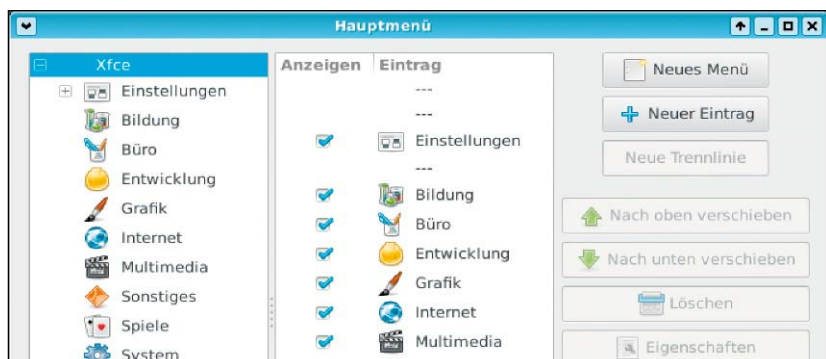 Hauptmenü
Xfce
Einstellungen
Bildung
Büro
Entwicklung
Grafik
Internet
Multimedia
Sonstiges
Spiele
System
Anzeigen Eintrag
---
---
Einstellungen
---
Bildung
Büro
Entwicklung
Grafik
Internet
Multimedia
Neues Menü
Neuer Eintrag
Neue Trennlinie
Nach oben verschieben
Nach unten verschieben
Löschen
Eigenschaften